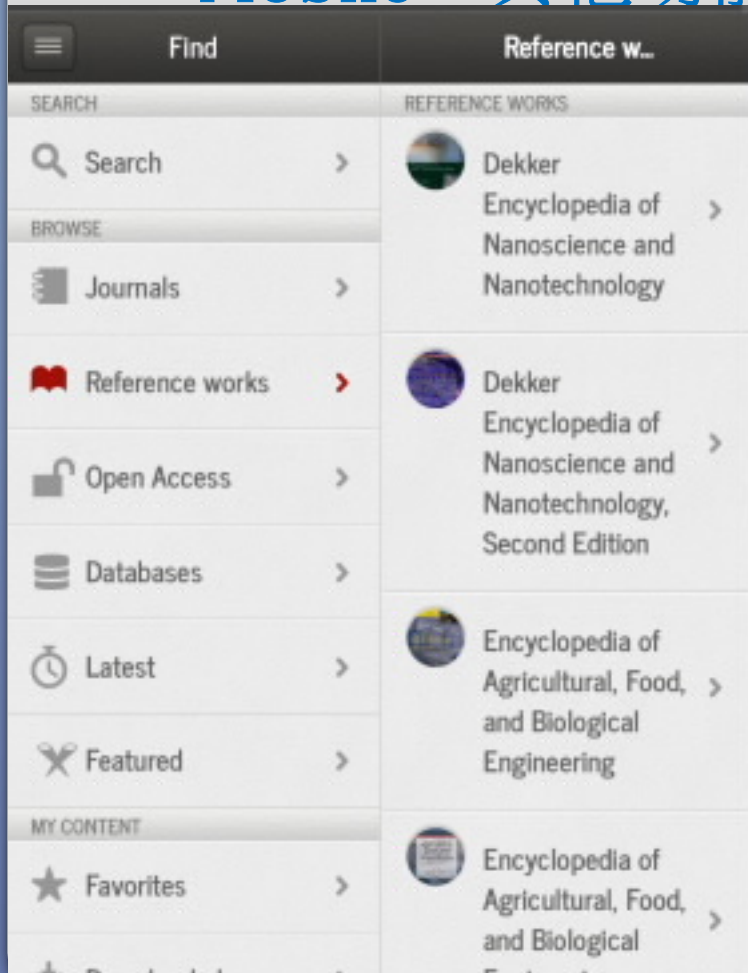 Find
SEARCH
Search
BROWSE
Journals
Reference works
Open Access
Databases
Latest
Featured
MY CONTENT
Favorites
Reference w...
REFERENCE WORKS
Dekker
Encyclopedia of
Nanoscience and
Nanotechnology
Dekker
Encyclopedia of
Nanoscience and
Nanotechnology,
Second Edition
Encyclopedia of
Agricultural, Food,
and Biological
Engineering
Encyclopedia of
Agricultural, Food,
and Biological